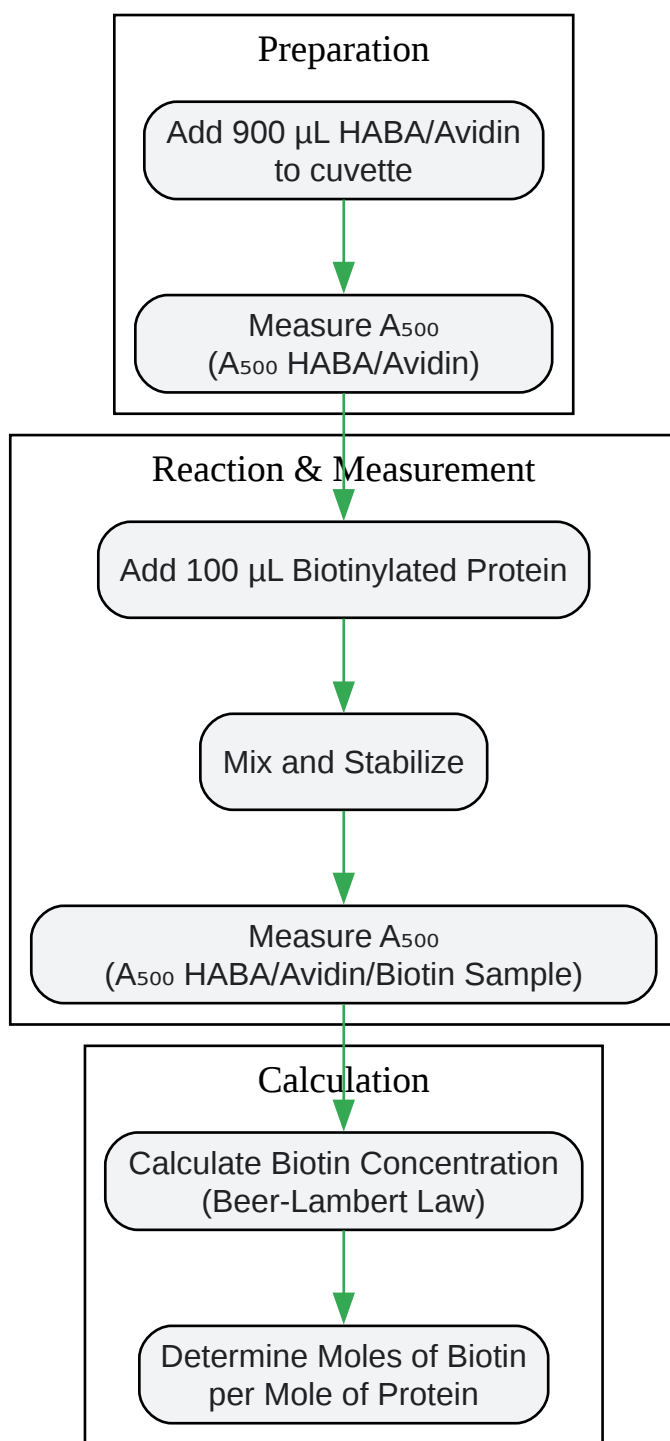 Preparation
Add 900 µL HABA/Avidin
to cuvette
Measure A₅₀₀
(A₅₀₀ HABA/Avidin)
Reaction & Measurement
Add 100 µL Biotinylated Protein
Mix and Stabilize
Measure A₅₀₀
(A₅₀₀ HABA/Avidin/Biotin Sample)
Calculation
Calculate Biotin Concentration
(Beer-Lambert Law)
Determine Moles of Biotin
per Mole of Protein